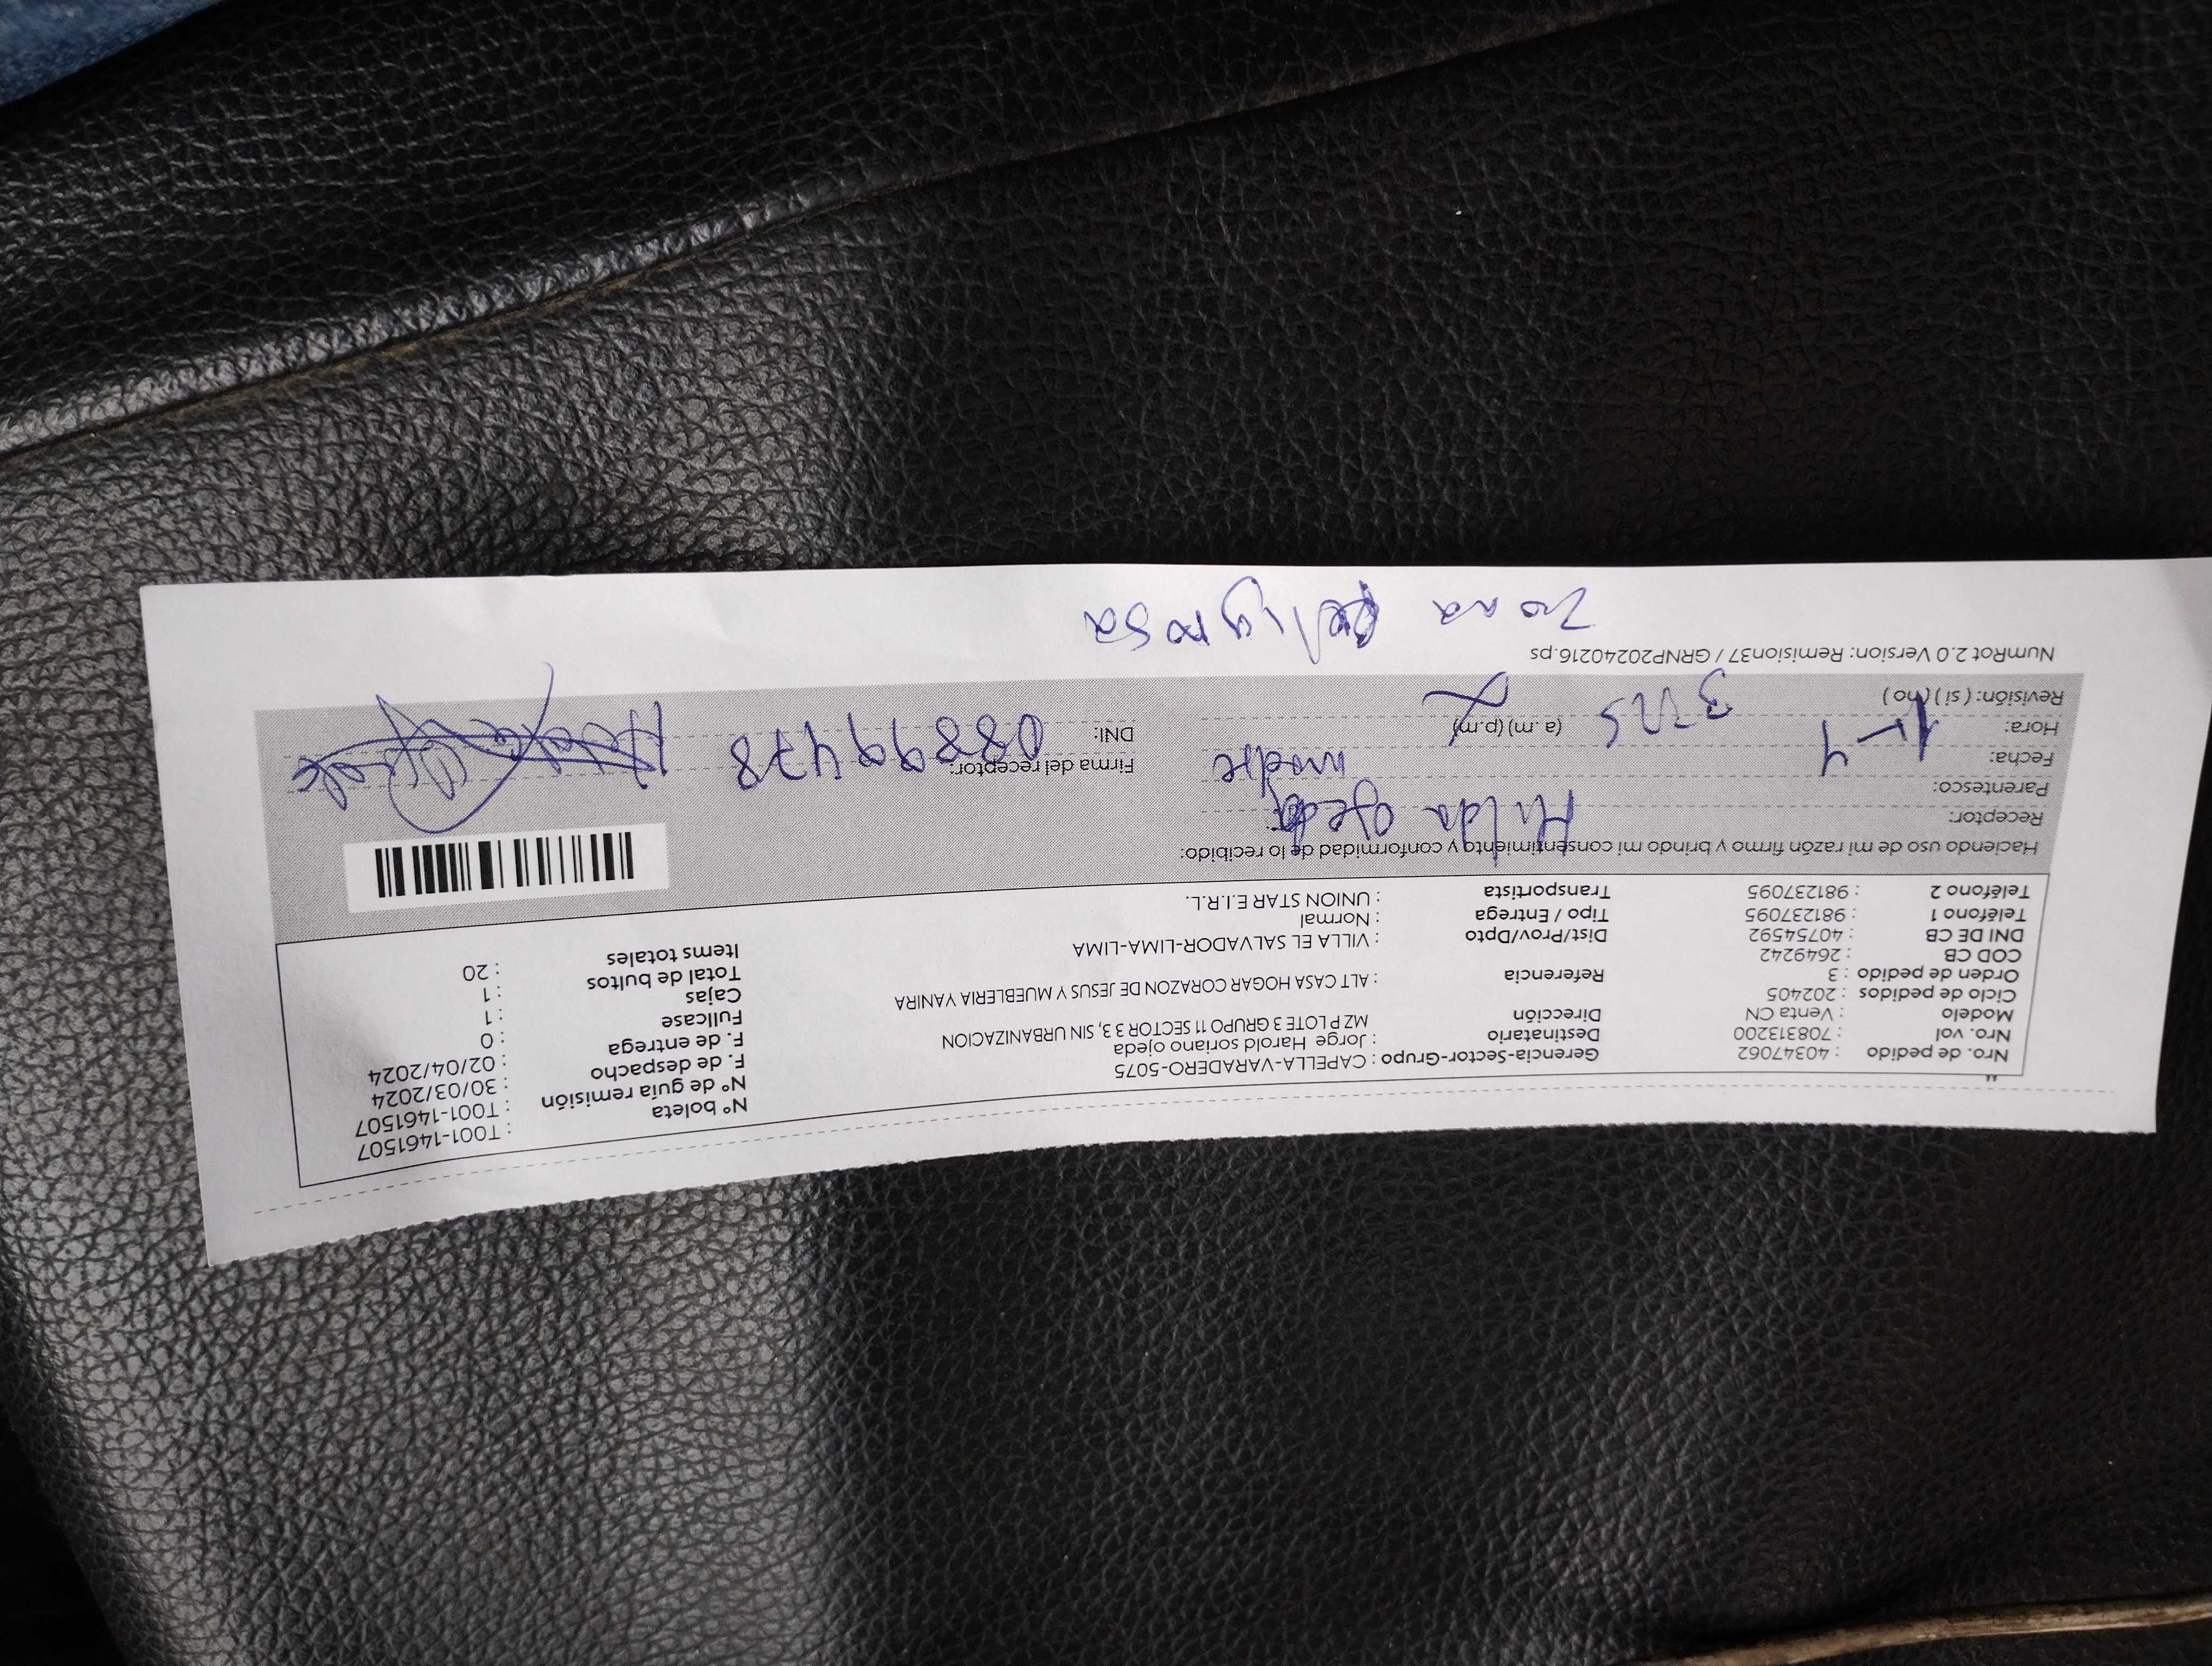 Nro. de pedido : 40347062 Gerencia-Sector-Grupo : CAPELLA-VARADERO-5075 N° boleta : T001-1461507
Nro. vol : 708313200 Destinatario : Jorge Harold soriano ojeda N° de guía remisión : T001-1461507
Modelo : Venta CN Dirección MZ P LOTE 3 GRUPO 11 SECTOR 3 3, SIN URBANIZACION F. de despacho : 30/03/2024
Ciclo de pedidos : 202405 F. de entrega : 02/04/2024
Orden de pedido : 3 Referencia : ALT CASA HOGAR CORAZON DE JESUS Y MUEBLERIA YANIRA Fullcase : 0
COD CB : 2649242 Cajas : 1
DNI DE CB : 40754592 Dist/Prov/Dpto : VILLA EL SALVADOR-LIMA-LIMA Total de bultos : 1
Teléfono 1 : 981237095 Tipo / Entrega : Normal Items totales : 20
Teléfono 2 : 981237095 Transportista : UNION STAR E.I.R.L.
Haciendo uso de mi razón firmo y brindo mi consentimiento y conformidad de lo recibido:
Receptor: Hilda ojeda
Parentesco: madre
Fecha: 1-4 Firma del receptor:
Hora: 3 (a.m) (p.m) DNI: 08899478
Revisión: ( si ) ( no )
NumRot 2.0 Version: Remision37 / GRNP20240216.ps
Zona peligrosa